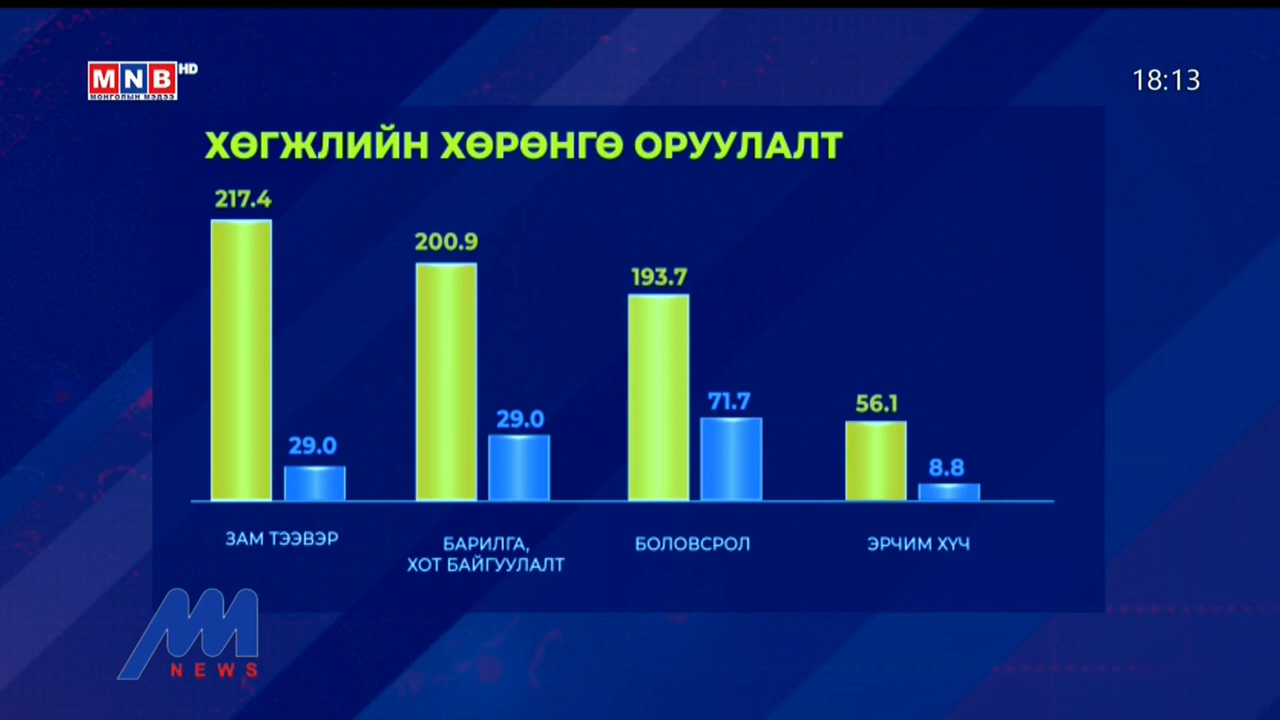 MNB HD
МОНГОЛЫН МЭДЭЭ
18:13
ХӨГЖЛИЙН ХӨРӨНГӨ ОРУУЛАЛТ
217.4
29.0
200.9
29.0
193.7
71.7
56.1
8.8
ЗАМ ТЭЭВЭР
БАРИЛГА,
ХОТ БАЙГУУЛАЛТ
БОЛОВСРОЛ
ЭРЧИМ ХҮЧ
NEWS